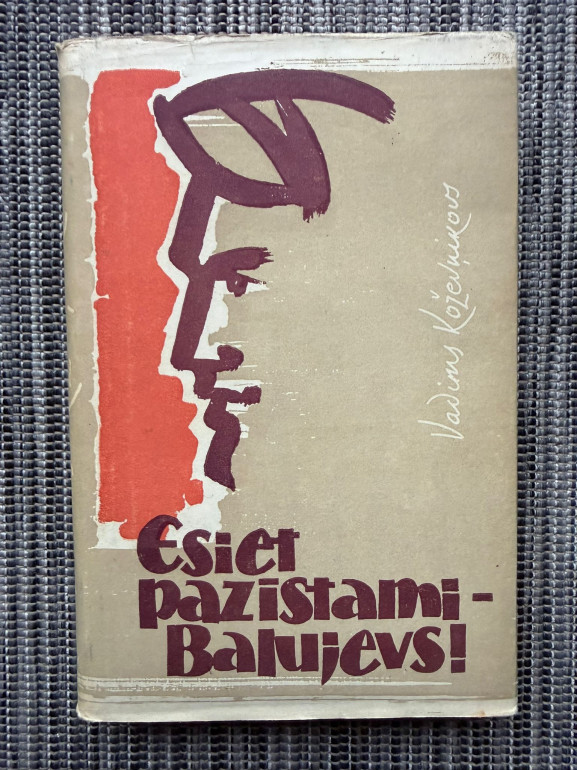 Vadims Koževņikovs
Esiet
pazīstami -
Balujevs!